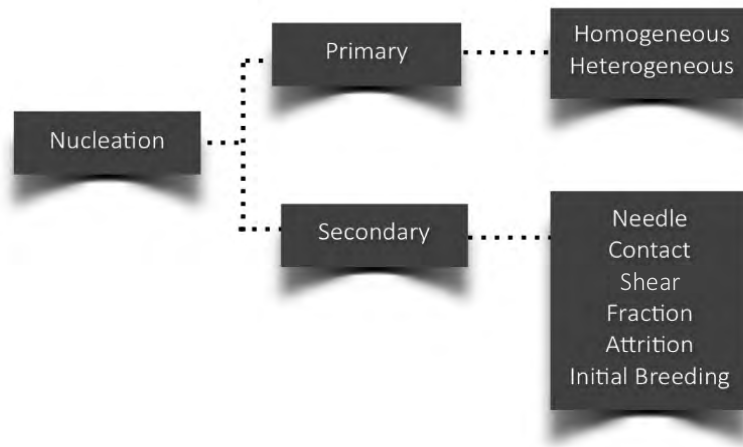 Nucleation
Primary
Homogeneous
Heterogeneous
Secondary
Needle
Contact
Shear
Fraction
Attrition
Initial Breeding